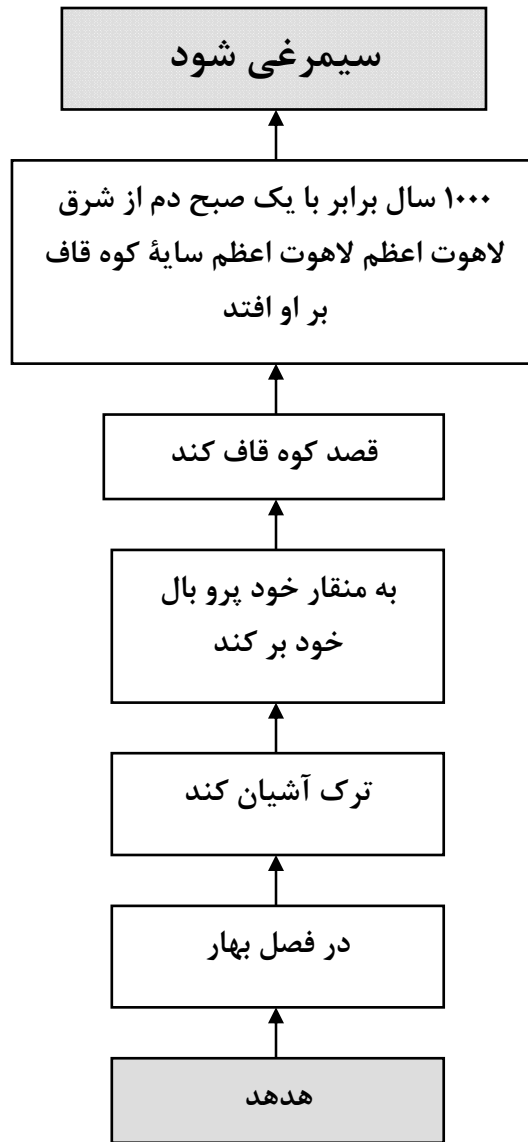 سیمرغی شود
۱۰۰۰ سال برابر با یک صبح دم از شرق
لاهوت اعظم لاهوت اعظم سایۀ کوه قاف
بر او افتد
قصد کوه قاف کند
به منقار خود پرو بال
خود بر کند
ترک آشیان کند
در فصل بهار
هدهد